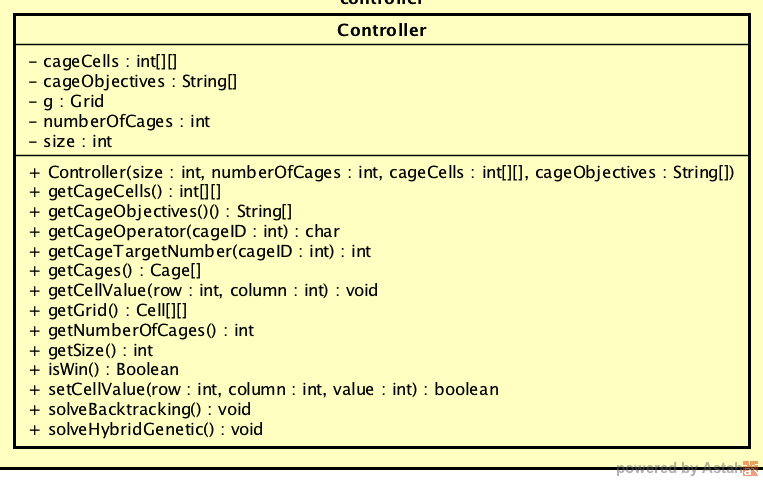 controller
Controller
- cageCells : int[][]
- cageObjectives : String[]
- g : Grid
- numberOfCages : int
- size : int
+ Controller(size : int, numberOfCages : int, cageCells : int[][], cageObjectives : String[])
+ getCageCells() : int[][]
+ getCageObjectives()() : String[]
+ getCageOperator(cageID : int) : char
+ getCageTargetNumber(cageID : int) : int
+ getCages() : Cage[]
+ getCellValue(row : int, column : int) : void
+ getGrid() : Cell[][]
+ getNumberOfCages() : int
+ getSize() : int
+ isWin() : Boolean
+ setCellValue(row : int, column : int, value : int) : boolean
+ solveBacktracking() : void
+ solveHybridGenetic() : void
powered by Astah